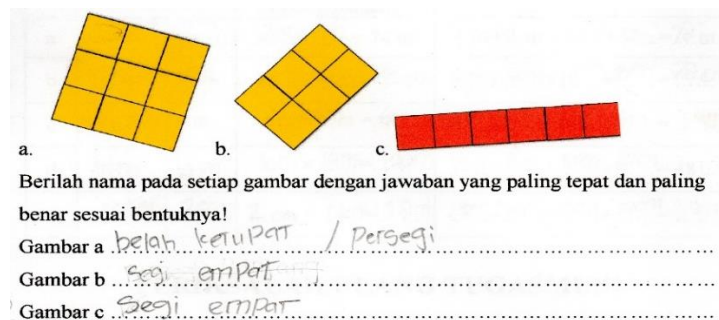 a.
b.
c.
Berilah nama pada setiap gambar dengan jawaban yang paling tepat dan paling
benar sesuai bentuknya!
Gambar a belah ketupat / Persegi
Gambar b segi empat
Gambar c Segi empat